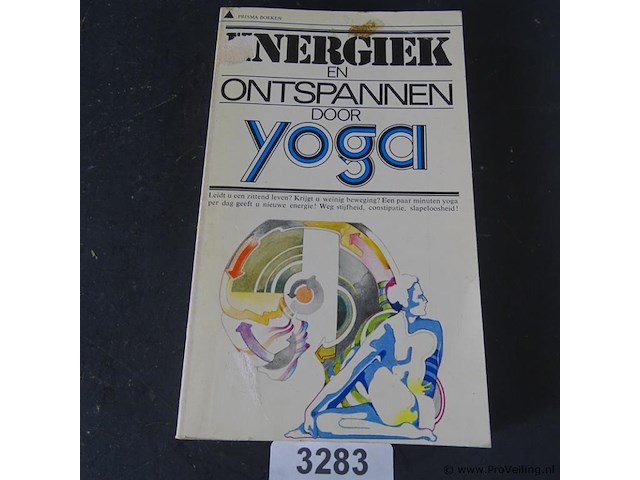 PRISMA-BOEKEN
ENERGIEK
EN
ONTSPANNEN
DOOR
yoga
Leidt u een zittend leven? Krijgt u weinig beweging? Een paar minuten yoga
per dag geeft u nieuwe energie! Weg stijfheid, constipatie, slapeloosheid!
3283
© www.ProVeiling.nl